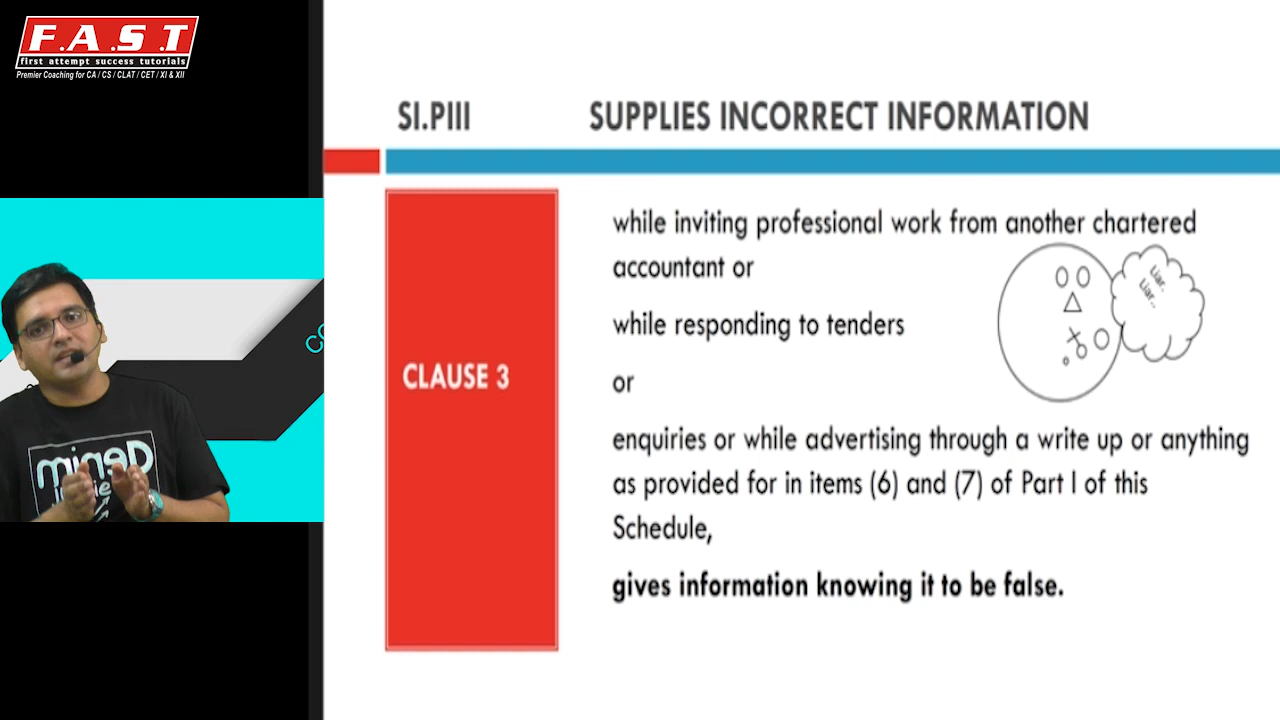 F.A.S.T
first attempt success tutorials
Premier Coaching for CA / CS / CLAT / CET / XI & XII
SI.PIII SUPPLIES INCORRECT INFORMATION
CLAUSE 3
while inviting professional work from another chartered
accountant or
while responding to tenders
or
enquiries or while advertising through a write up or anything
as provided for in items (6) and (7) of Part I of this
Schedule,
gives information knowing it to be false.
Liar..
Liar..